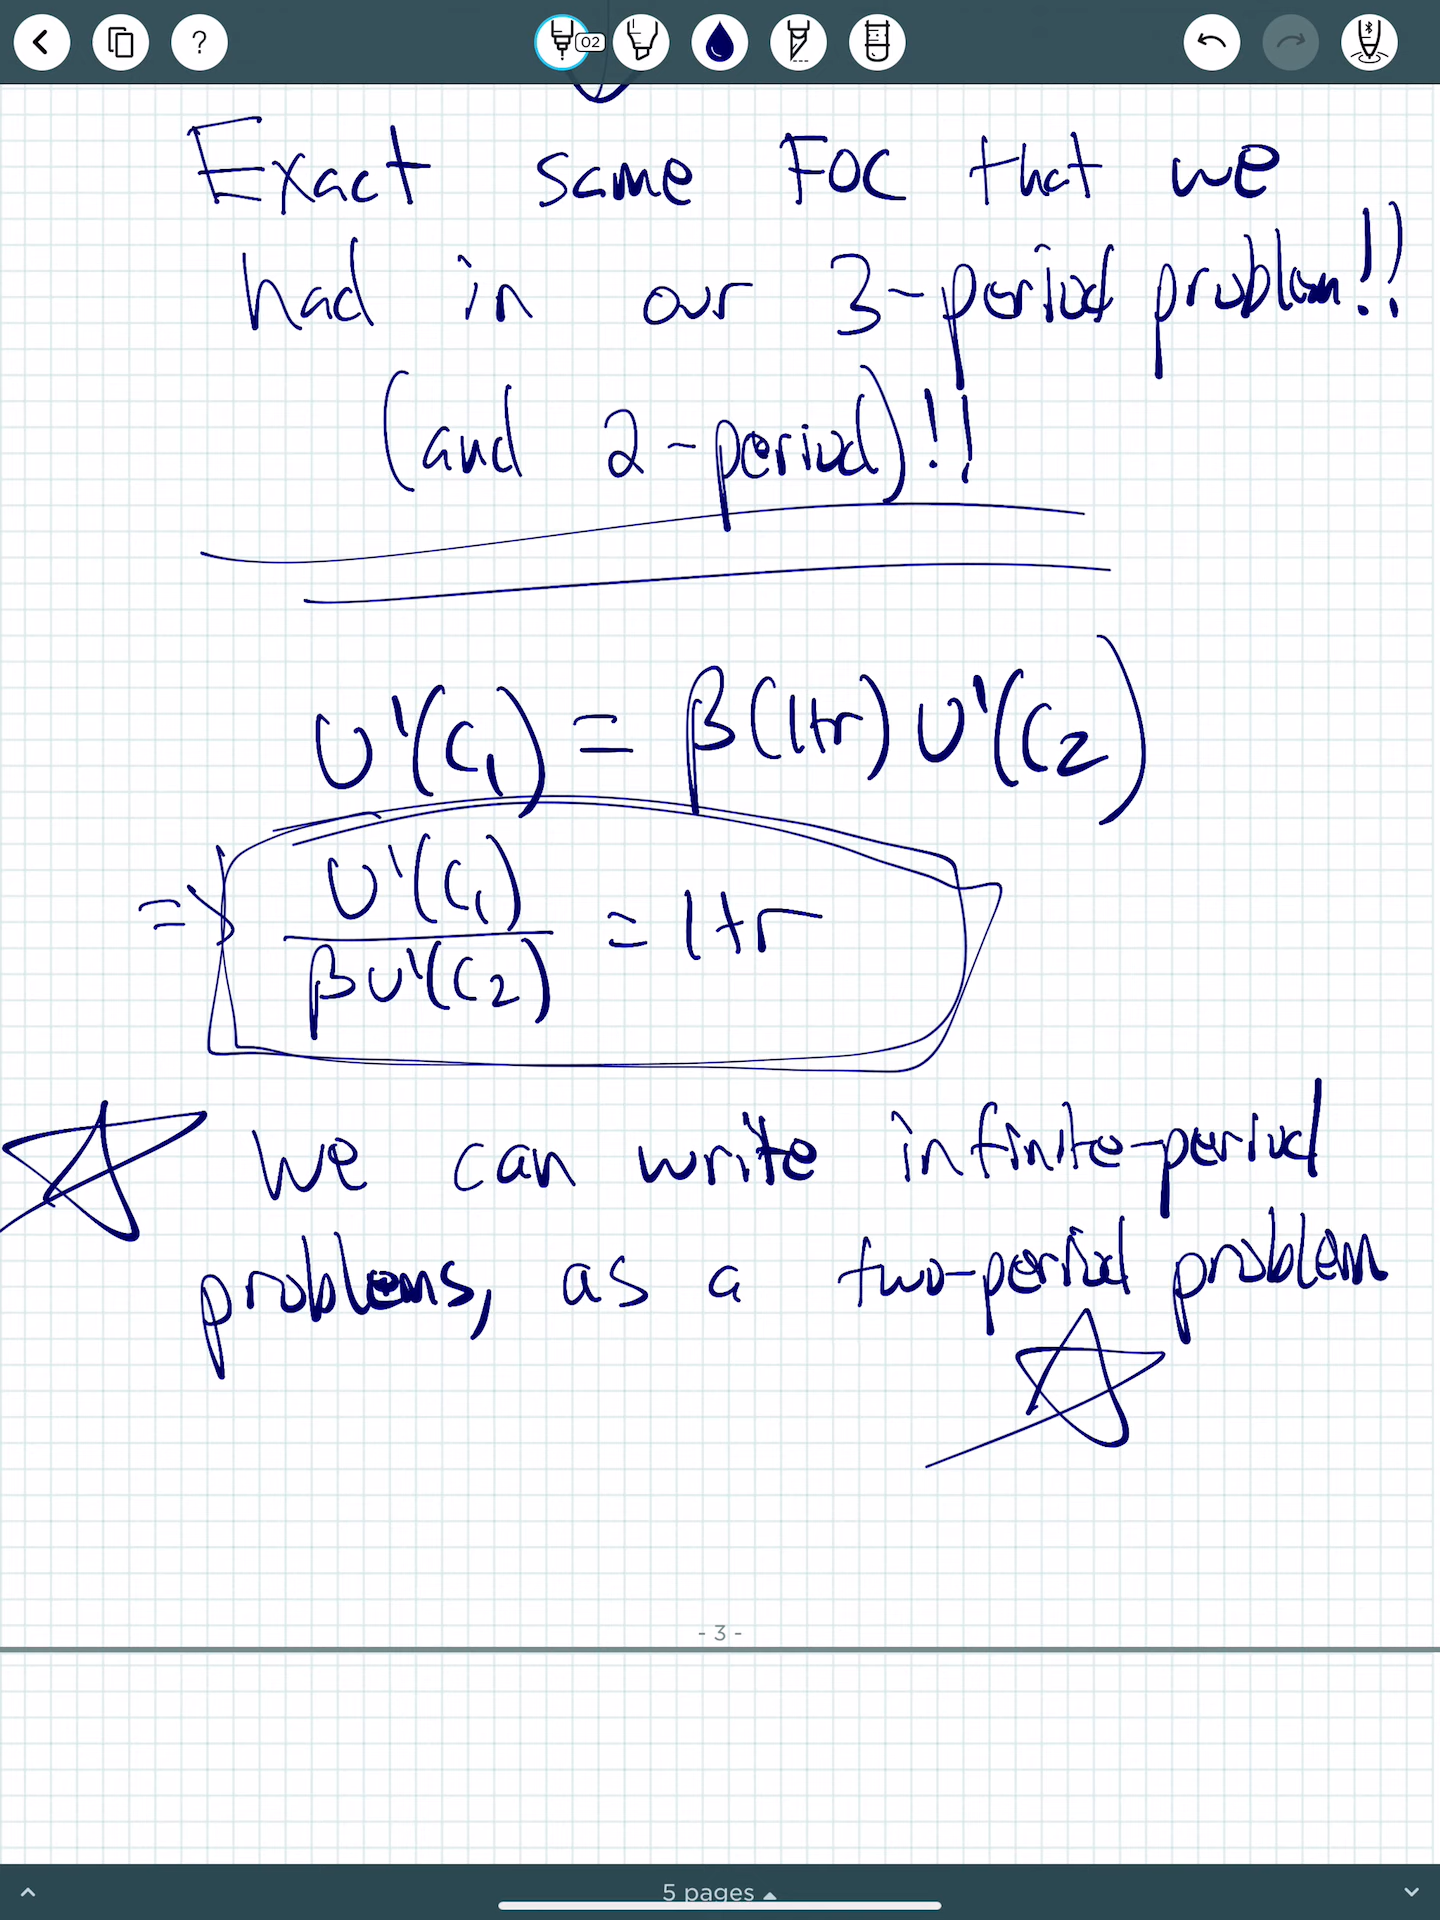 ?
02
Exact same FOC that we
had in our 3-period problem!!
(and 2-period)!!
U'(C₁) = β(1+r) U'(C₂)
=> U'(C₁) / βU'(C₂) = 1+r
We can write infinite-period
problems, as a two-period problem
- 3 -
5 pages